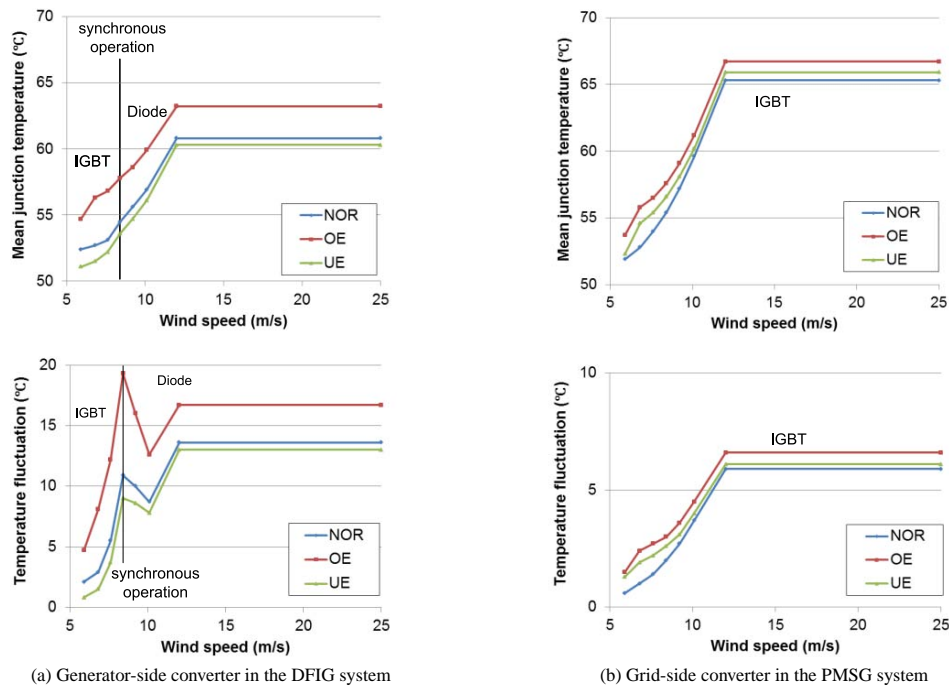 70
65
60
55
50
Mean junction temperature (℃)
synchronous
operation
Diode
IGBT
NOR
OE
UE
5 10 15 20 25
Wind speed (m/s)
70
65
60
55
50
Mean junction temperature (℃)
IGBT
NOR
OE
UE
5 10 15 20 25
Wind speed (m/s)
20
15
10
5
0
Temperature fluctuation (℃)
Diode
IGBT
NOR
OE
UE
synchronous
operation
5 10 15 20 25
Wind speed (m/s)
10
5
0
Temperature fluctuation (℃)
IGBT
NOR
OE
UE
5 10 15 20 25
Wind speed (m/s)
(a) Generator-side converter in the DFIG system
(b) Grid-side converter in the PMSG system